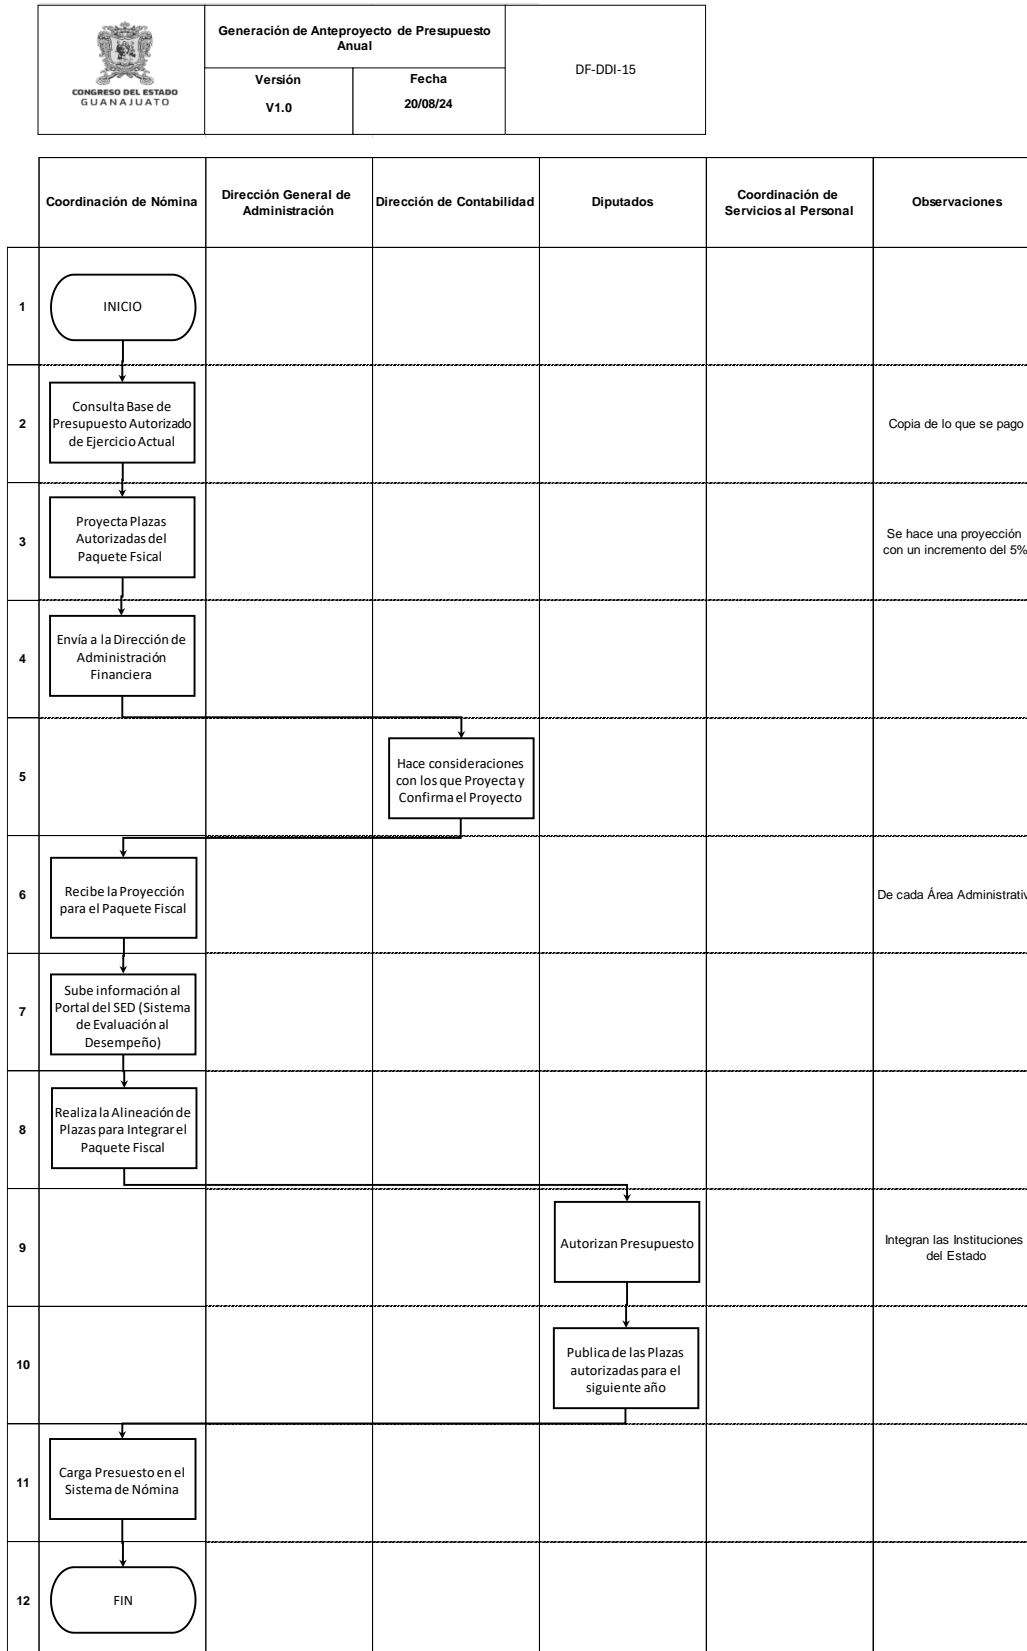 Generación de Anteproyecto de Presupuesto
Anual
CONGRESO DEL ESTADO
GUANAJUATO
Versión
Fecha
V1.0
20/08/24
DF-DDI-15
Coordinación de Nómina
Dirección General de
Administración
Dirección de Contabilidad
Diputados
Coordinación de
Servicios al Personal
Observaciones
1
INICIO
2
Consulta Base de
Presupuesto Autorizado
de Ejercicio Actual
Copia de lo que se pago
3
Proyecta Plazas
Autorizadas del
Paquete Fsical
Se hace una proyección
con un incremento del 5%
4
Envía a la Dirección de
Administración
Financiera
5
Hace consideraciones
con los que Proyecta y
Confirma el Proyecto
6
Recibe la Proyección
para el Paquete Fiscal
De cada Área Administrativ
7
Sube información al
Portal del SED (Sistema
de Evaluación al
Desempeño)
8
Realiza la Alineación de
Plazas para Integrar el
Paquete Fiscal
9
Autorizan Presupuesto
Integran las Instituciones
del Estado
10
Publica de las Plazas
autorizadas para el
siguiente año
11
Carga Presuesto en el
Sistema de Nómina
12
FIN